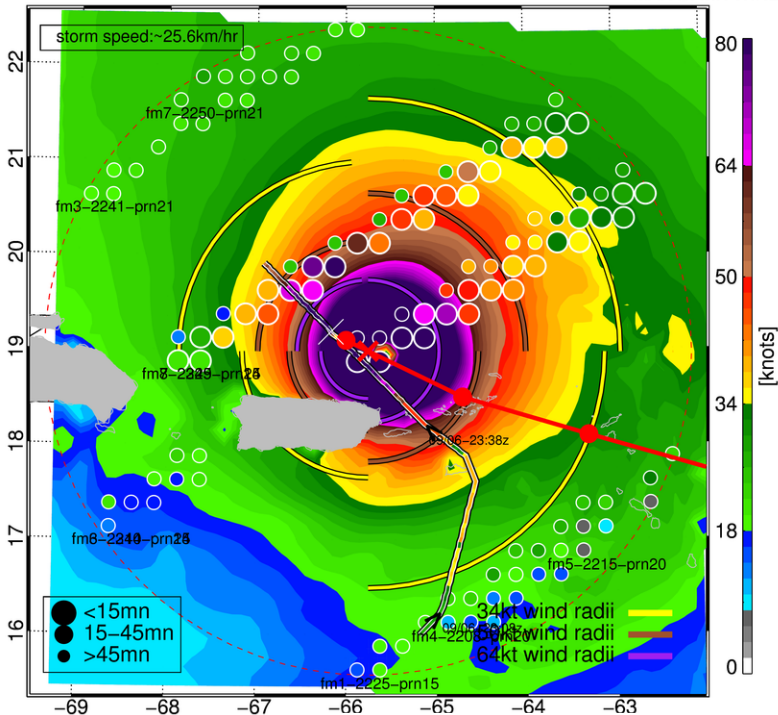 storm speed:~25.6km/hr
fm7-2250-prn21
fm3-2241-prn21
09/06-23:38z
fm5-2215-prn20
fm1-2225-prn15
<15mn
15-45mn
>45mn
34kt wind radii
wind radii
64kt wind radii
22
21
20
19
18
17
16
-69
-68
-67
-66
-65
-64
-63
80
64
50
34
18
0
[knots]